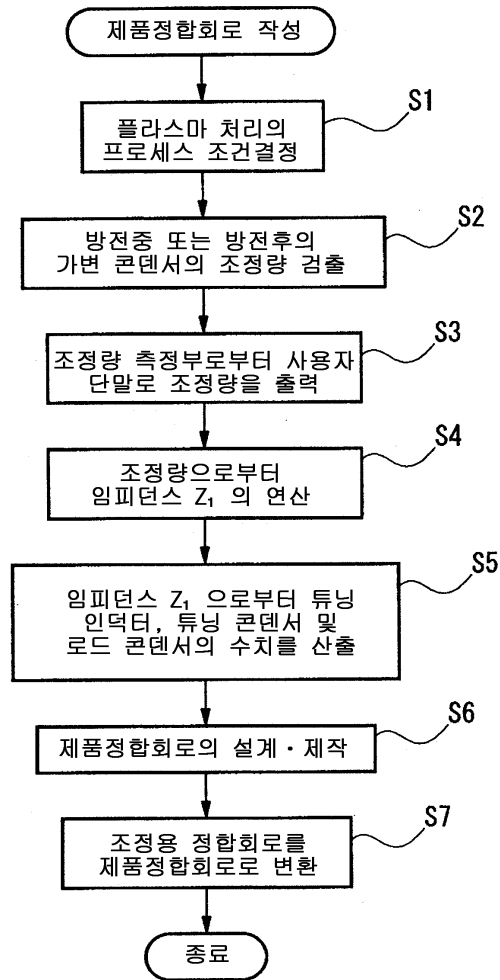 제품정합회로 작성
S1
플라스마 처리의
프로세스 조건결정
S2
방전중 또는 방전후의
가변 콘덴서의 조정량 검출
S3
조정량 측정부로부터 사용자
단말로 조정량을 출력
S4
조정량으로부터
임피던스 Z₁ 의 연산
S5
임피던스 Z₁ 으로부터 튜닝
인덕터, 튜닝 콘덴서 및
로드 콘덴서의 수치를 산출
S6
제품정합회로의 설계·제작
S7
조정용 정합회로를
제품정합회로로 변환
종료